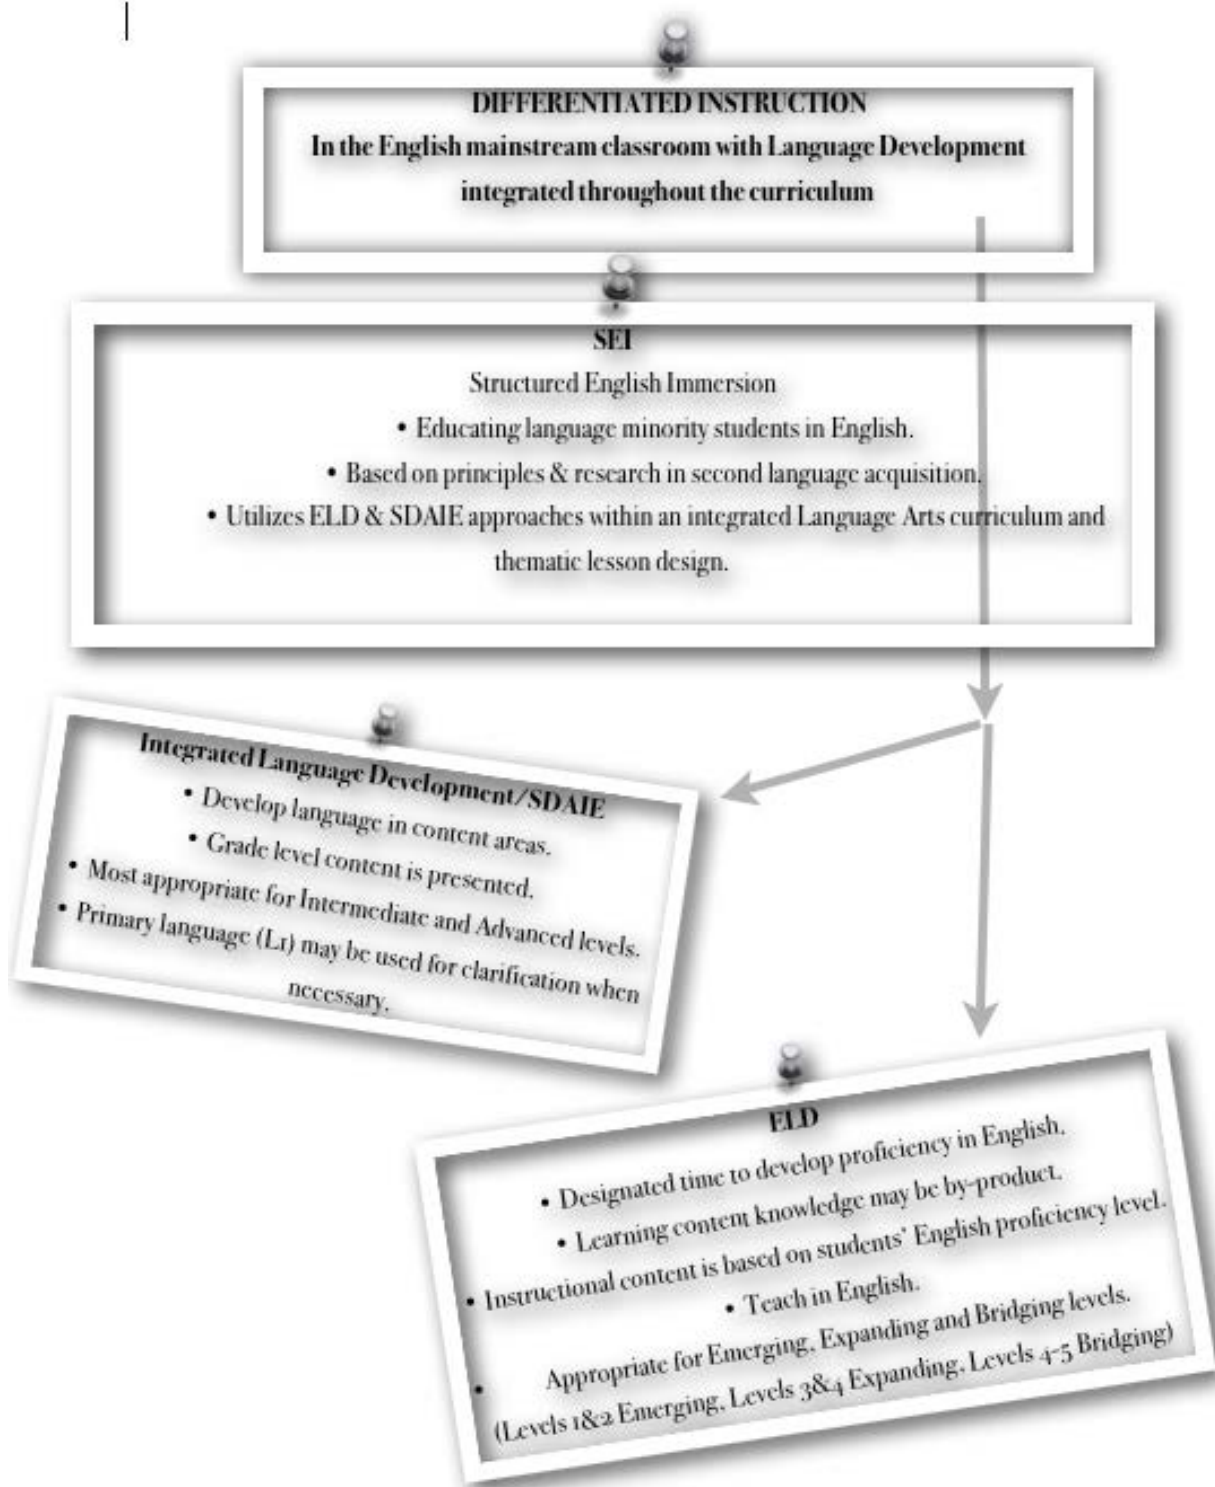 DIFFERENTIATED INSTRUCTION
In the English mainstream classroom with Language Development
integrated throughout the curriculum
SEI
Structured English Immersion
• Educating language minority students in English.
• Based on principles & research in second language acquisition.
• Utilizes ELD & SDAIE approaches within an integrated Language Arts curriculum and
thematic lesson design.
Integrated Language Development/SDAIE
• Develop language in content areas.
• Grade level content is presented.
• Most appropriate for Intermediate and Advanced levels.
• Primary language (L1) may be used for clarification when
necessary.
ELD
• Designated time to develop proficiency in English.
• Learning content knowledge may be by-product.
• Instructional content is based on students' English proficiency level.
• Teach in English.
• Appropriate for Emerging, Expanding and Bridging levels.
(Levels 1&2 Emerging, Levels 3&4 Expanding, Levels 4-5 Bridging)